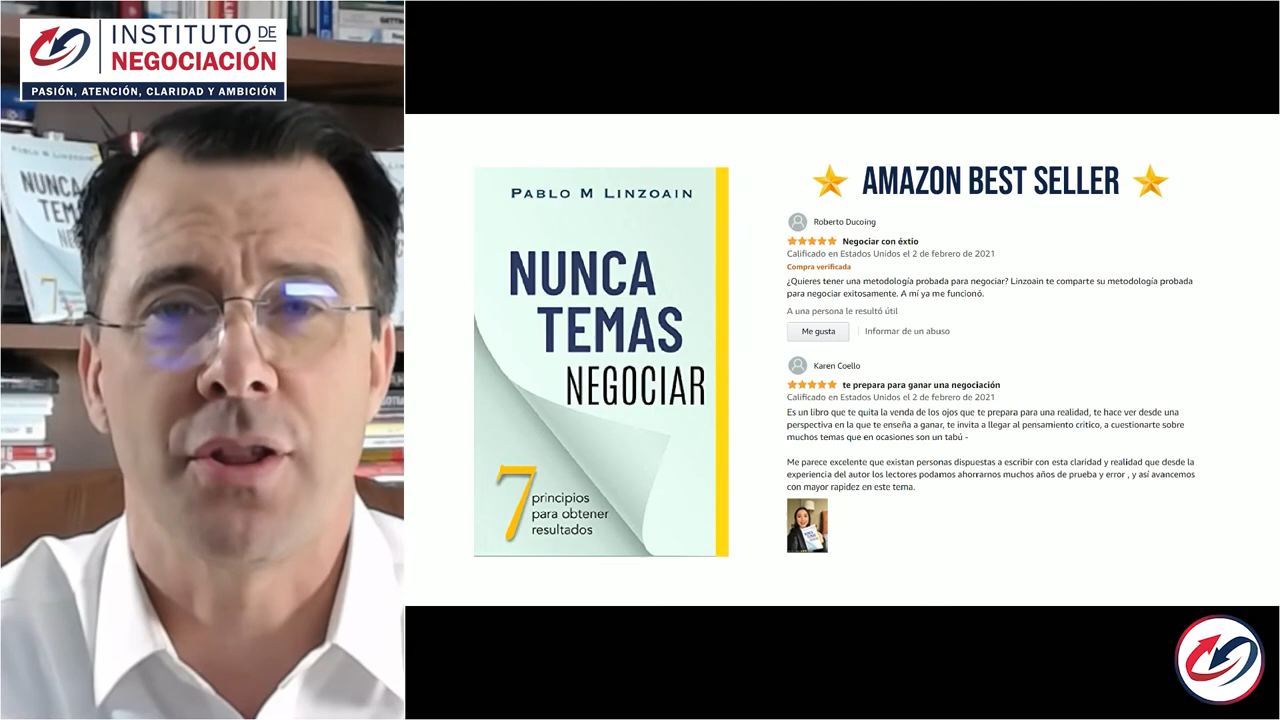 INSTITUTO DE
NEGOCIACIÓN
PASIÓN, ATENCIÓN, CLARIDAD Y AMBICIÓN
NUNCA
PABLO M LINZOAIN
NUNCA
TEMAS
NEGOCIAR
7 principios
para obtener
resultados
AMAZON BEST SELLER
Roberto Ducoing
Negociar con éxtio
Calificado en Estados Unidos el 2 de febrero de 2021
Compra verificada
¿Quieres tener una metodología probada para negociar? Linzoain te comparte su metodología probada
para negociar exitosamente. A mí ya me funcionó.
A una persona le resultó útil
Me gusta
Informar de un abuso
Karen Coello
te prepara para ganar una negociación
Calificado en Estados Unidos el 2 de febrero de 2021
Es un libro que te quita la venda de los ojos que te prepara para una realidad, te hace ver desde una
perspectiva en la que te enseña a ganar, te invita a llegar al pensamiento critico, a cuestionarte sobre
muchos temas que en ocasiones son un tabú -
Me parece excelente que existan personas dispuestas a escribir con esta claridad y realidad que desde la
experiencia del autor los lectores podamos ahorrarnos muchos años de prueba y error , y así avancemos
con mayor rapidez en este tema.